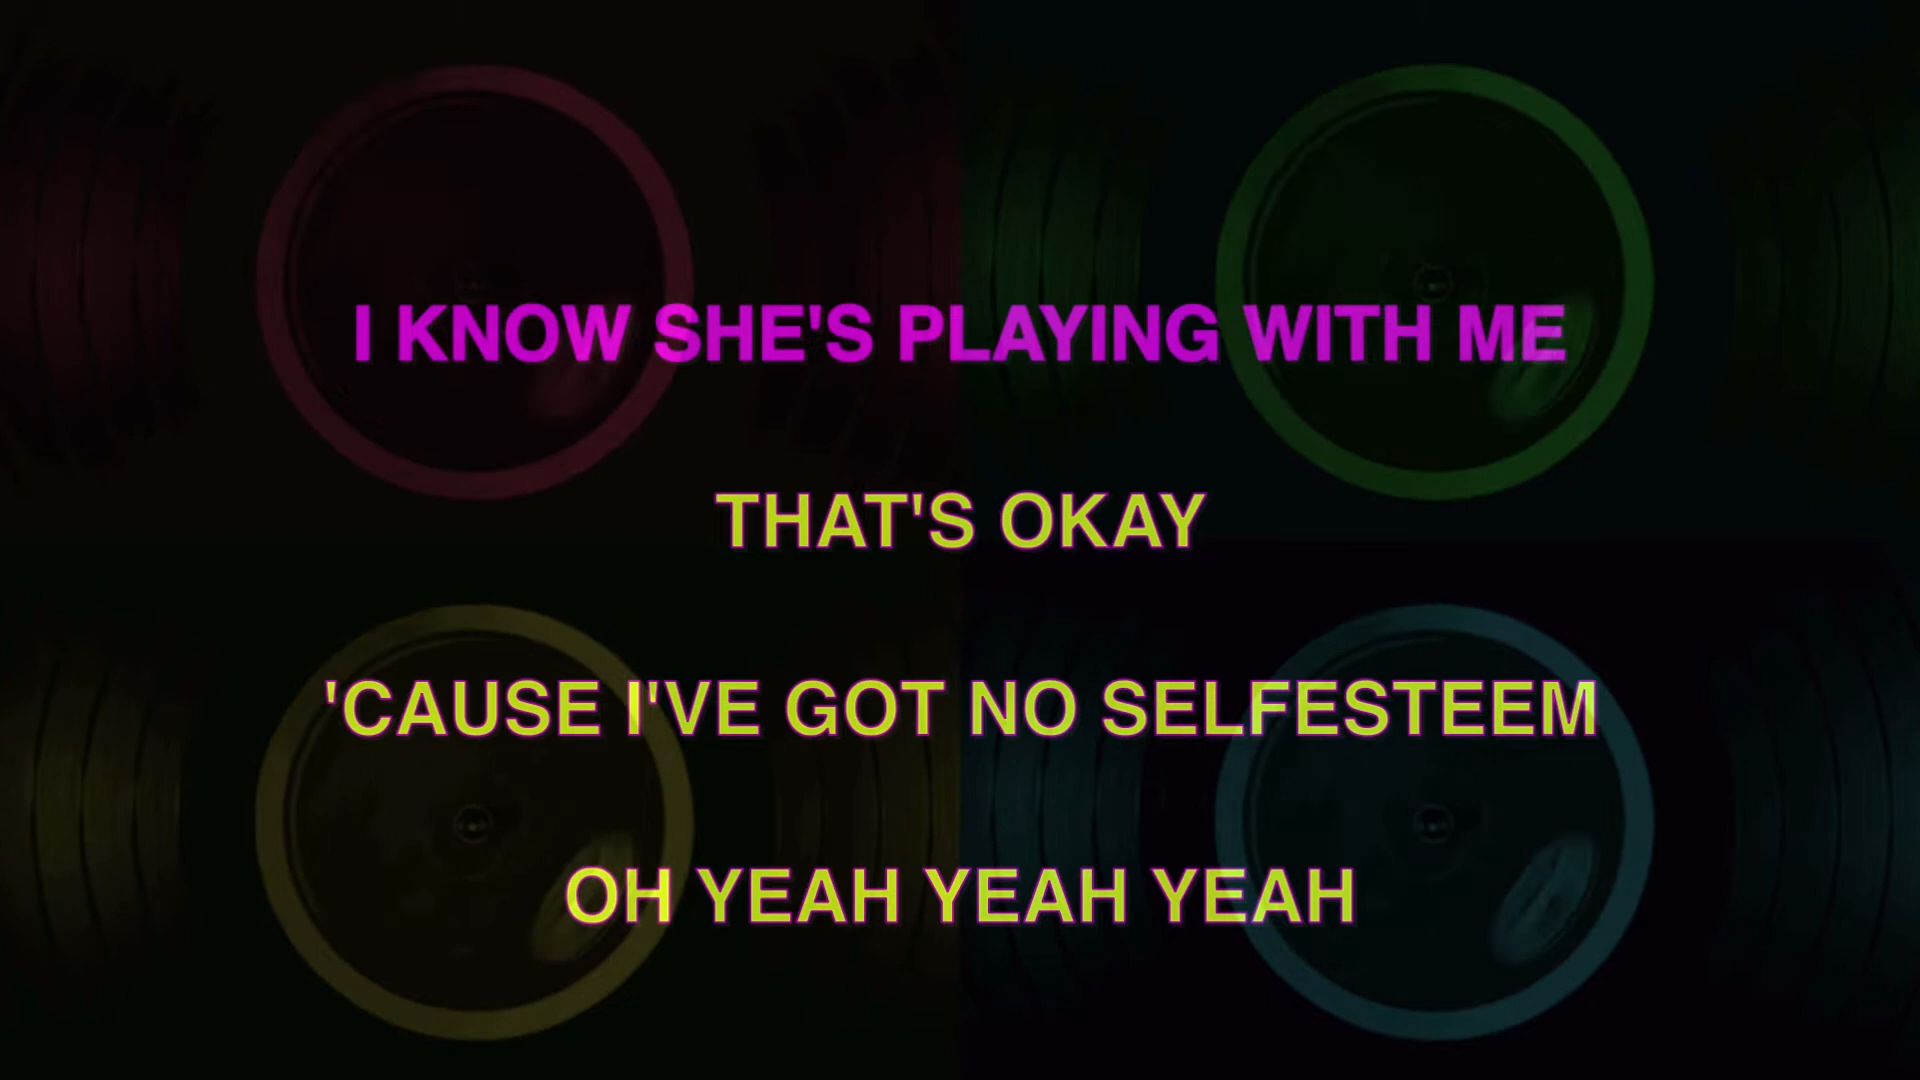 I KNOW SHE'S PLAYING WITH ME
THAT'S OKAY
'CAUSE I'VE GOT NO SELFESTEEM
OH YEAH YEAH YEAH